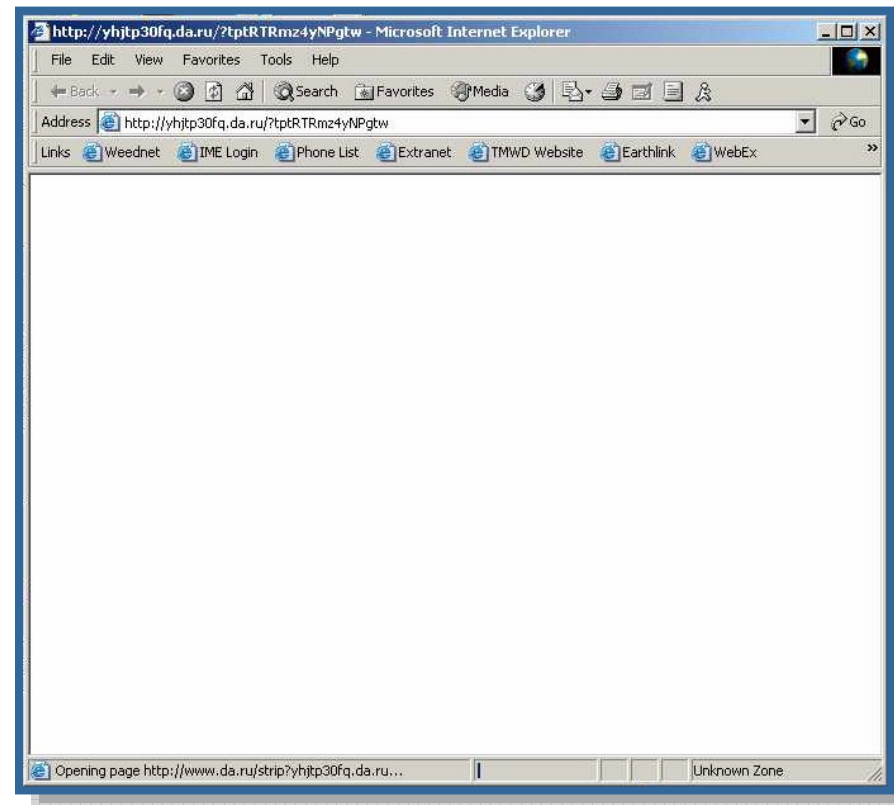 http://yhjtp30fq.da.ru/?tptRTRmz4yNPgtw - Microsoft Internet Explorer
File Edit View Favorites Tools Help
Back Search Favorites Media
Address http://yhjtp30fq.da.ru/?tptRTRmz4yNPgtw Go
Links Weednet IME Login Phone List Extranet TMWD Website Earthlink WebEx »
Opening page http://www.da.ru/strip?yhjtp30fq.da.ru... Unknown Zone